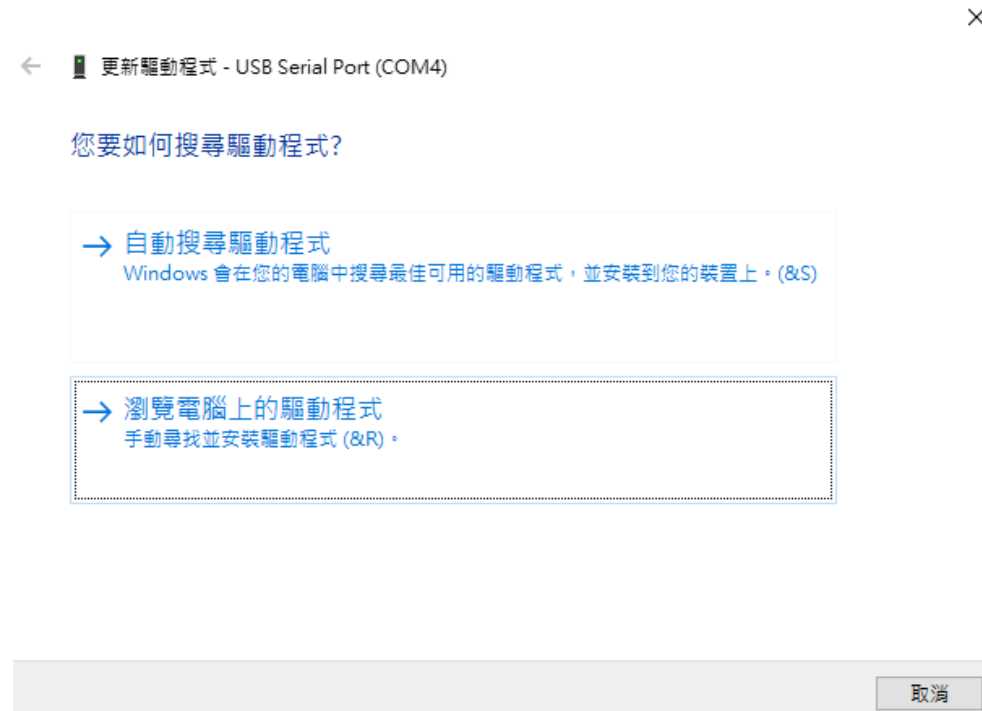 更新驅動程式 - USB Serial Port (COM4)
您要如何搜尋驅動程式?
自動搜尋驅動程式
Windows 會在您的電腦中搜尋最佳可用的驅動程式，並安裝到您的裝置上。(&S)
瀏覽電腦上的驅動程式
手動尋找並安裝驅動程式 (&R)。
取消